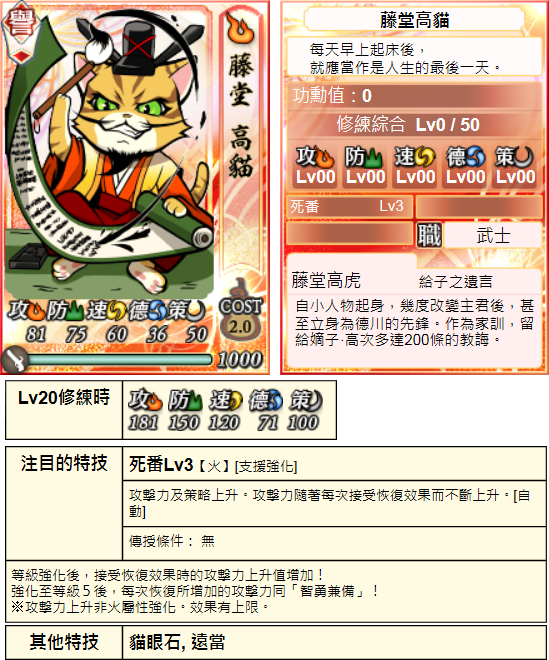 譽
藤堂 高貓
攻 防 速 德 策
81 75 60 36 50
COST
2.0
1000
藤堂高貓
每天早上起床後，
就應當作是人生的最後一天。
功勳值：0
修練綜合 Lv0 / 50
攻 防 速 德 策
Lv00 Lv00 Lv00 Lv00 Lv00
死番 Lv3
職 武士
藤堂高虎 給子之遺言
自小人物起身，幾度改變主君後，甚
至立身為德川的先鋒。作為家訓，留
給嫡子‧高次多達200條的教誨。
Lv20修練時
攻 防 速 德 策
181 150 120 71 100
注目的特技
死番Lv3【火】[支援強化]
攻擊力及策略上升。攻擊力隨著每次接受恢復效果而不斷上升。[自
動]
傳授條件： 無
等級強化後，接受恢復效果時的攻擊力上升值增加！
強化至等級５後，每次恢復所增加的攻擊力同「智勇兼備」！
※攻擊力上升非火屬性強化。效果有上限。
其他特技
貓眼石, 遠當